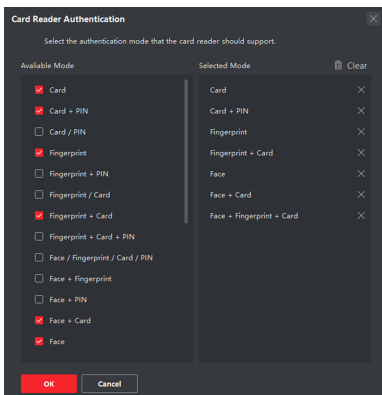 Card Reader Authentication
Select the authentication mode that the card reader should support.
Avaliable Mode
Card
Card + PIN
Card / PIN
Fingerprint
Fingerprint + PIN
Fingerprint / Card
Fingerprint + Card
Fingerprint + Card + PIN
Face / Fingerprint / Card / PIN
Face + Fingerprint
Face + PIN
Face + Card
Face
Selected Mode
Clear
Card
Card + PIN
Fingerprint
Fingerprint + Card
Face
Face + Card
Face + Fingerprint + Card
OK
Cancel